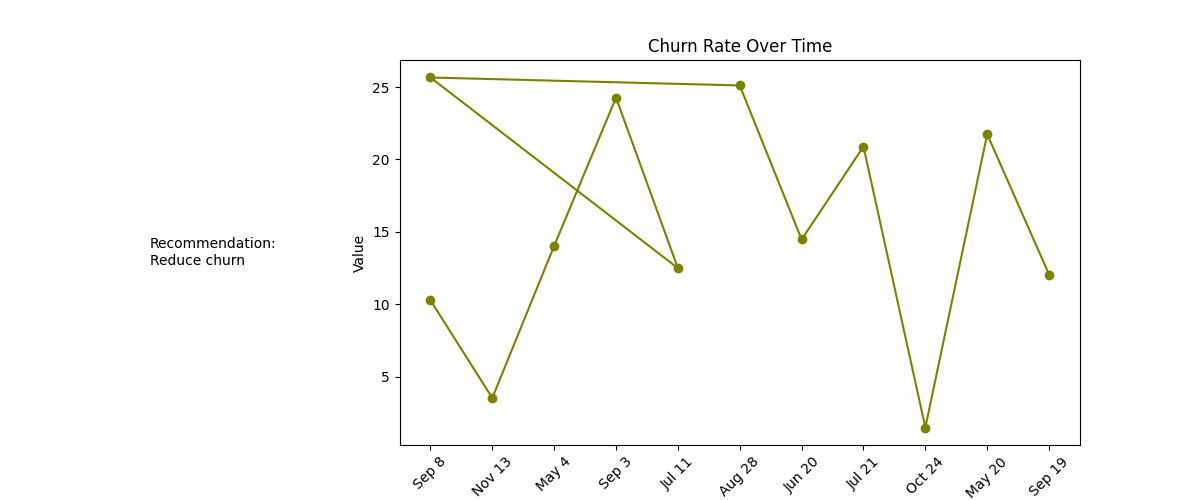 Churn Rate Over Time
Recommendation:
Reduce churn
Value
25
20
15
10
5
Sep 8
Nov 13
May 4
Sep 3
Jul 11
Aug 28
Jun 20
Jul 21
Oct 24
May 20
Sep 19